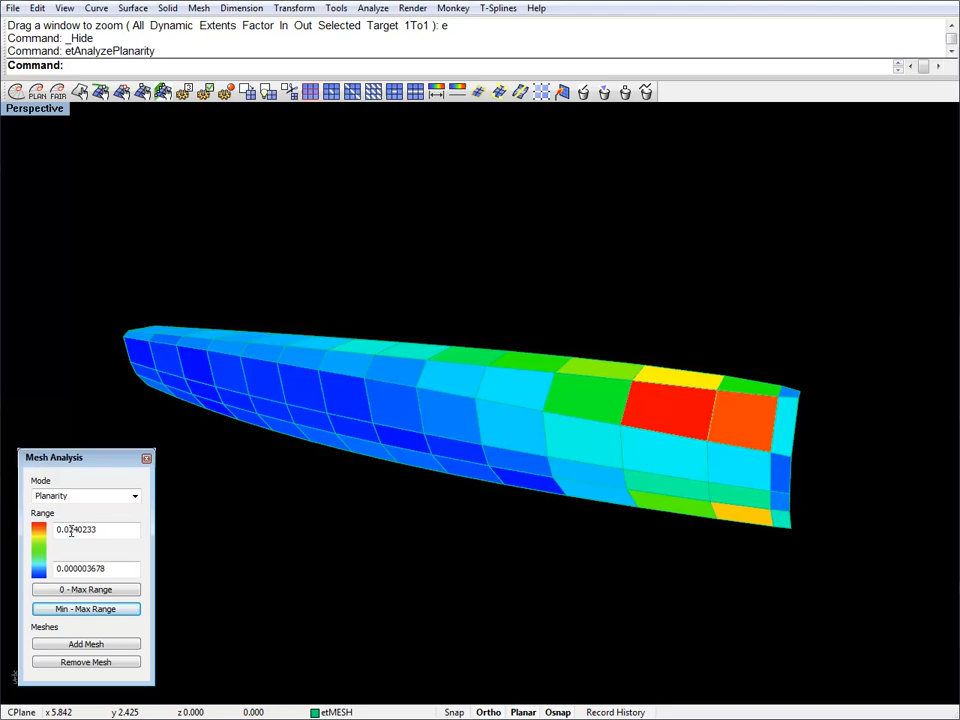 File Edit View Curve Surface Solid Mesh Dimension Transform Tools Analyze Render Monkey T-Splines Help
Drag a window to zoom ( All Dynamic Extents Factor In Out Selected Target 1To1 ): e
Command: _Hide
Command: etAnalyzePlanarity
Command:
PLAN FAIR
Perspective
Mesh Analysis
Mode
Planarity
Range
0.000003678
0 - Max Range
Min - Max Range
Meshes
Add Mesh
Remove Mesh
CPlane x 5.842 y 2.425 z 0.000 0.000 etMESH Snap Ortho Planar Osnap Record History